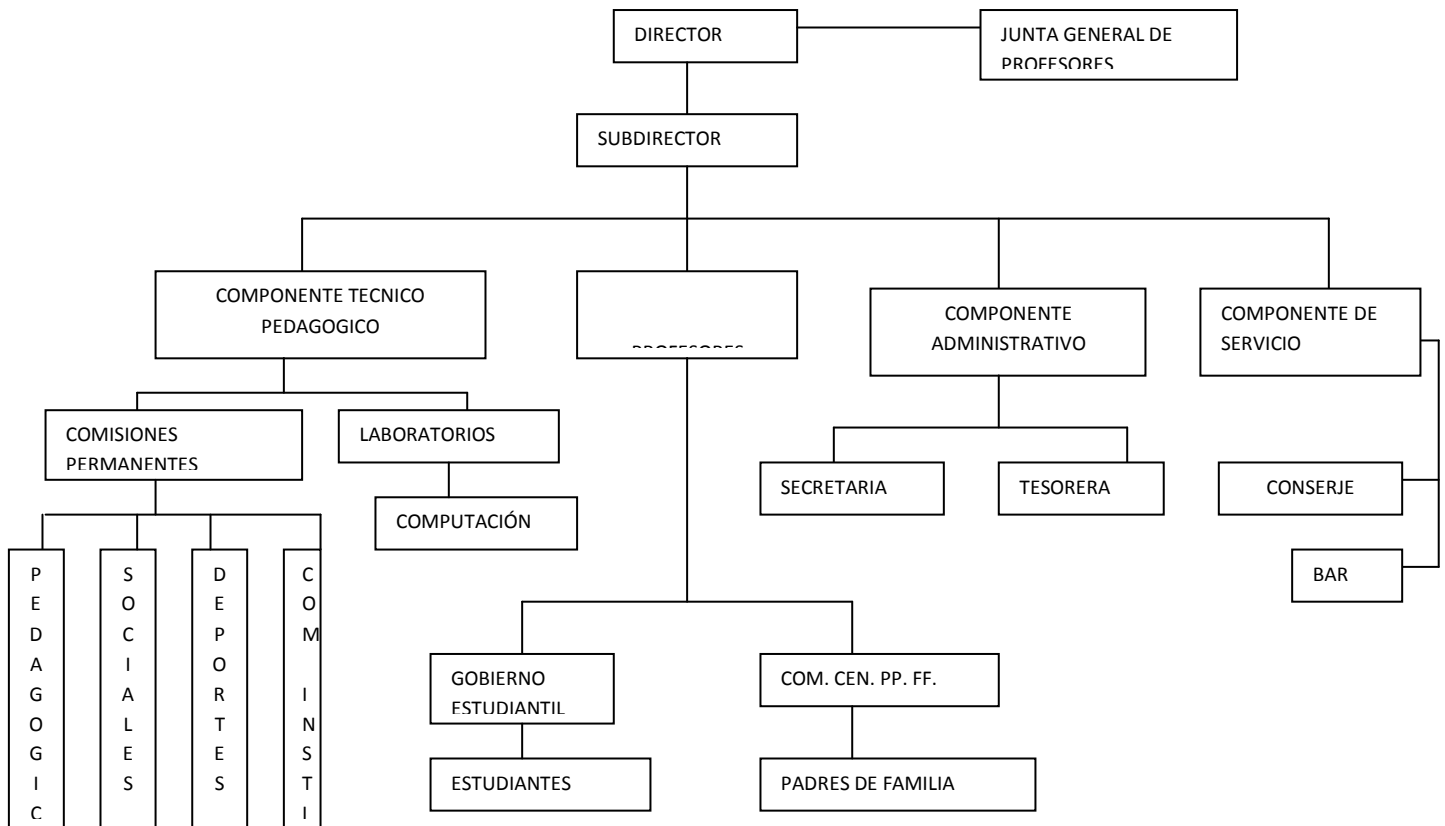 DIRECTOR
JUNTA GENERAL DE
PROFESORES
SUBDIRECTOR
COMPONENTE TECNICO
PEDAGOGICO
PROFESORES
COMPONENTE
ADMINISTRATIVO
COMPONENTE DE
SERVICIO
COMISIONES
PERMANENTES
LABORATORIOS
COMPUTACIÓN
SECRETARIA
TESORERA
CONSERJE
BAR
PEDAGOGIC
SOCIALES
DEPORTES
COM INSTI
GOBIERNO
ESTUDIANTIL
COM. CEN. PP. FF.
ESTUDIANTES
PADRES DE FAMILIA